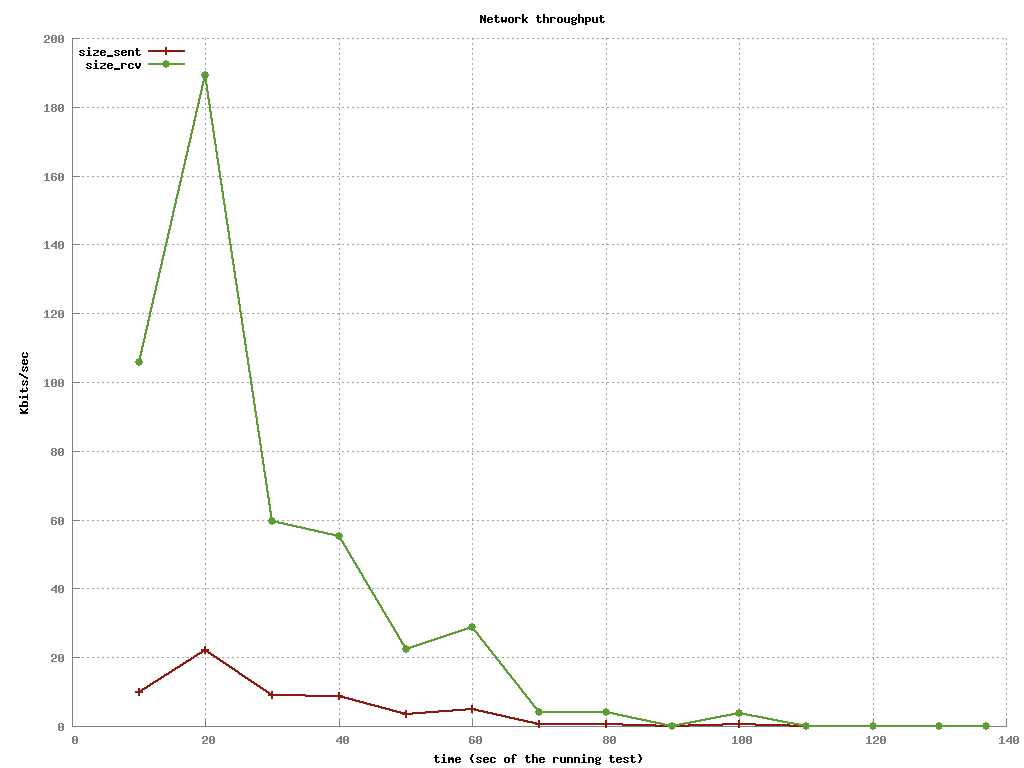 Network throughput
size_sent
size_rcv
200
180
160
140
120
100
80
60
40
20
0
Kbits/sec
0 20 40 60 80 100 120 140
time (sec of the running test)